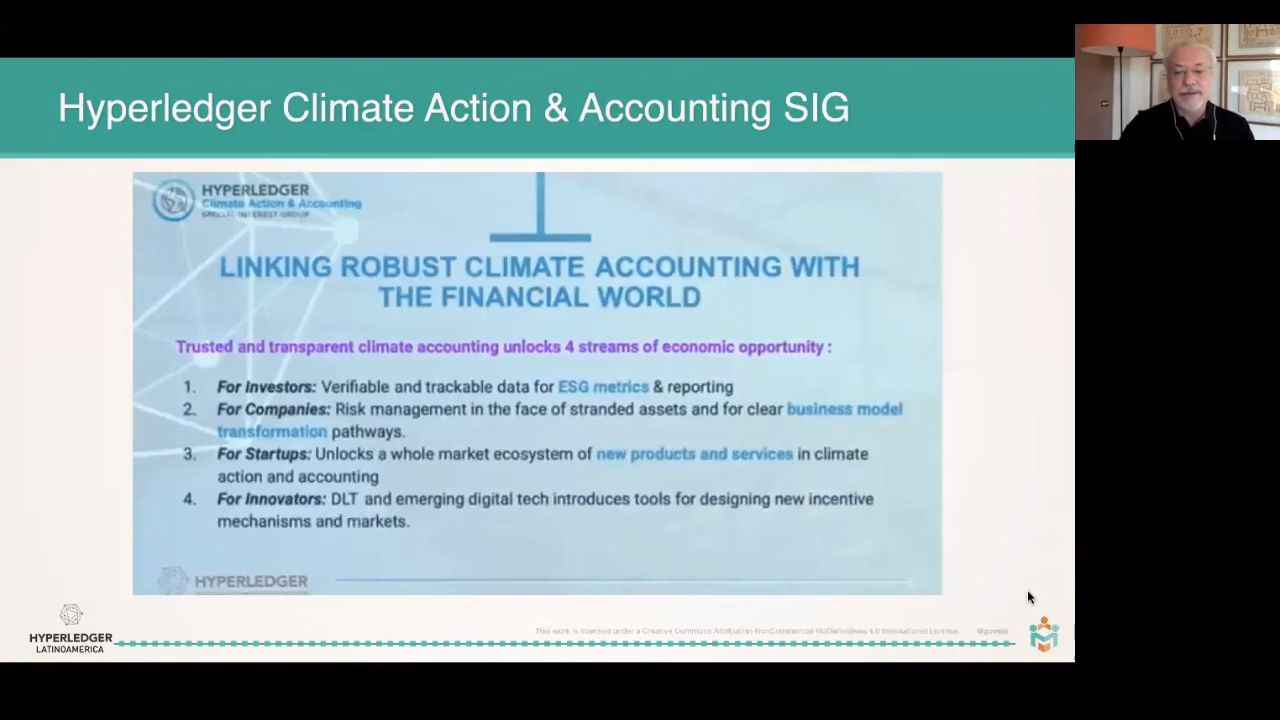 Hyperledger Climate Action & Accounting SIG
HYPERLEDGER
Climate Action & Accounting
SPECIAL INTEREST GROUP
LINKING ROBUST CLIMATE ACCOUNTING WITH
THE FINANCIAL WORLD
Trusted and transparent climate accounting unlocks 4 streams of economic opportunity :
1. For Investors: Verifiable and trackable data for ESG metrics & reporting
2. For Companies: Risk management in the face of stranded assets and for clear business model
transformation pathways.
3. For Startups: Unlocks a whole market ecosystem of new products and services in climate
action and accounting
4. For Innovators: DLT and emerging digital tech introduces tools for designing new incentive
mechanisms and markets.
HYPERLEDGER
HYPERLEDGER
LATINOAMERICA
This work is licensed under a Creative Commons Attribution-NonCommercial-NoDerivatives 4.0 International License.